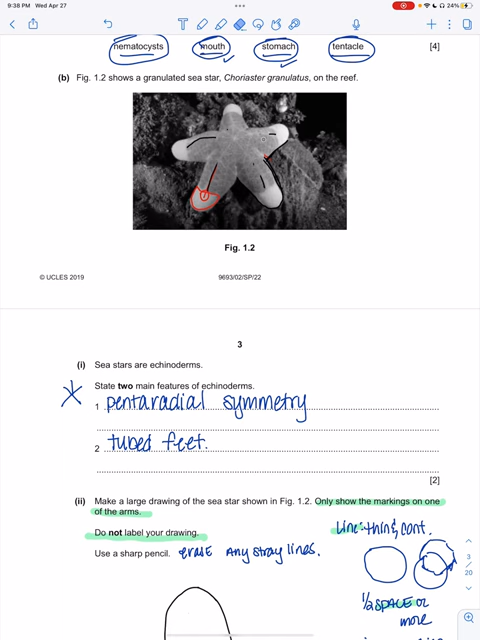 9:38 PM Wed Apr 27
24%
nematocysts mouth stomach tentacle [4]
(b) Fig. 1.2 shows a granulated sea star, Choriaster granulatus, on the reef.
Fig. 1.2
© UCLES 2019 9693/02/SP/22
3
(i) Sea stars are echinoderms.
State two main features of echinoderms.
1 pentaradial symmetry
2 tubed feet.
[2]
(ii) Make a large drawing of the sea star shown in Fig. 1.2. Only show the markings on one
of the arms.
Do not label your drawing.
Use a sharp pencil. erase any stray lines.
Line: thin & cont.
1/2 SPACE or
more
3
20